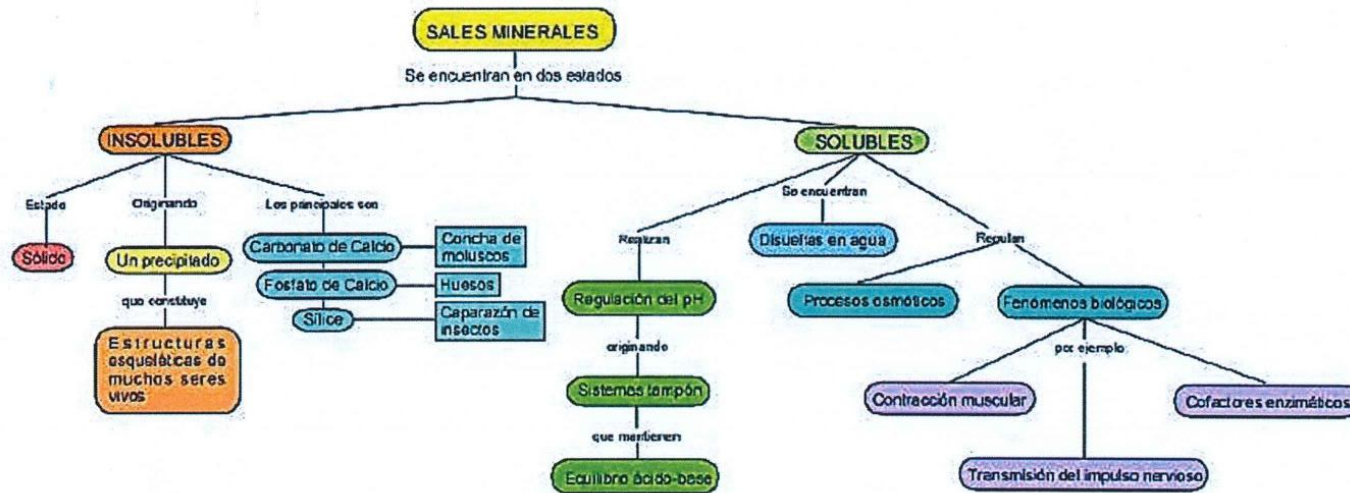 SALES MINERALES
Se encuentran en dos estados
INSOLUBLES
Estado
Sólido
Originando
Un precipitado
que constituye
Estructuras
esqueléticas de
muchos seres
vivos
Los principales son
Carbonato de Calcio
Concha de
moluscos
Fosfato de Calcio
Huesos
Sílice
Caparazón de
insectos
SOLUBLES
Realizan
Regulación del pH
originando
Sistemas tampón
que mantienen
Equilibrio ácido-base
Se encuentran
Disueltas en agua
Regulan
Procesos osmóticos
Fenómenos biológicos
por ejemplo
Contracción muscular
Transmisión del impulso nervioso
Cofactores enzimáticos